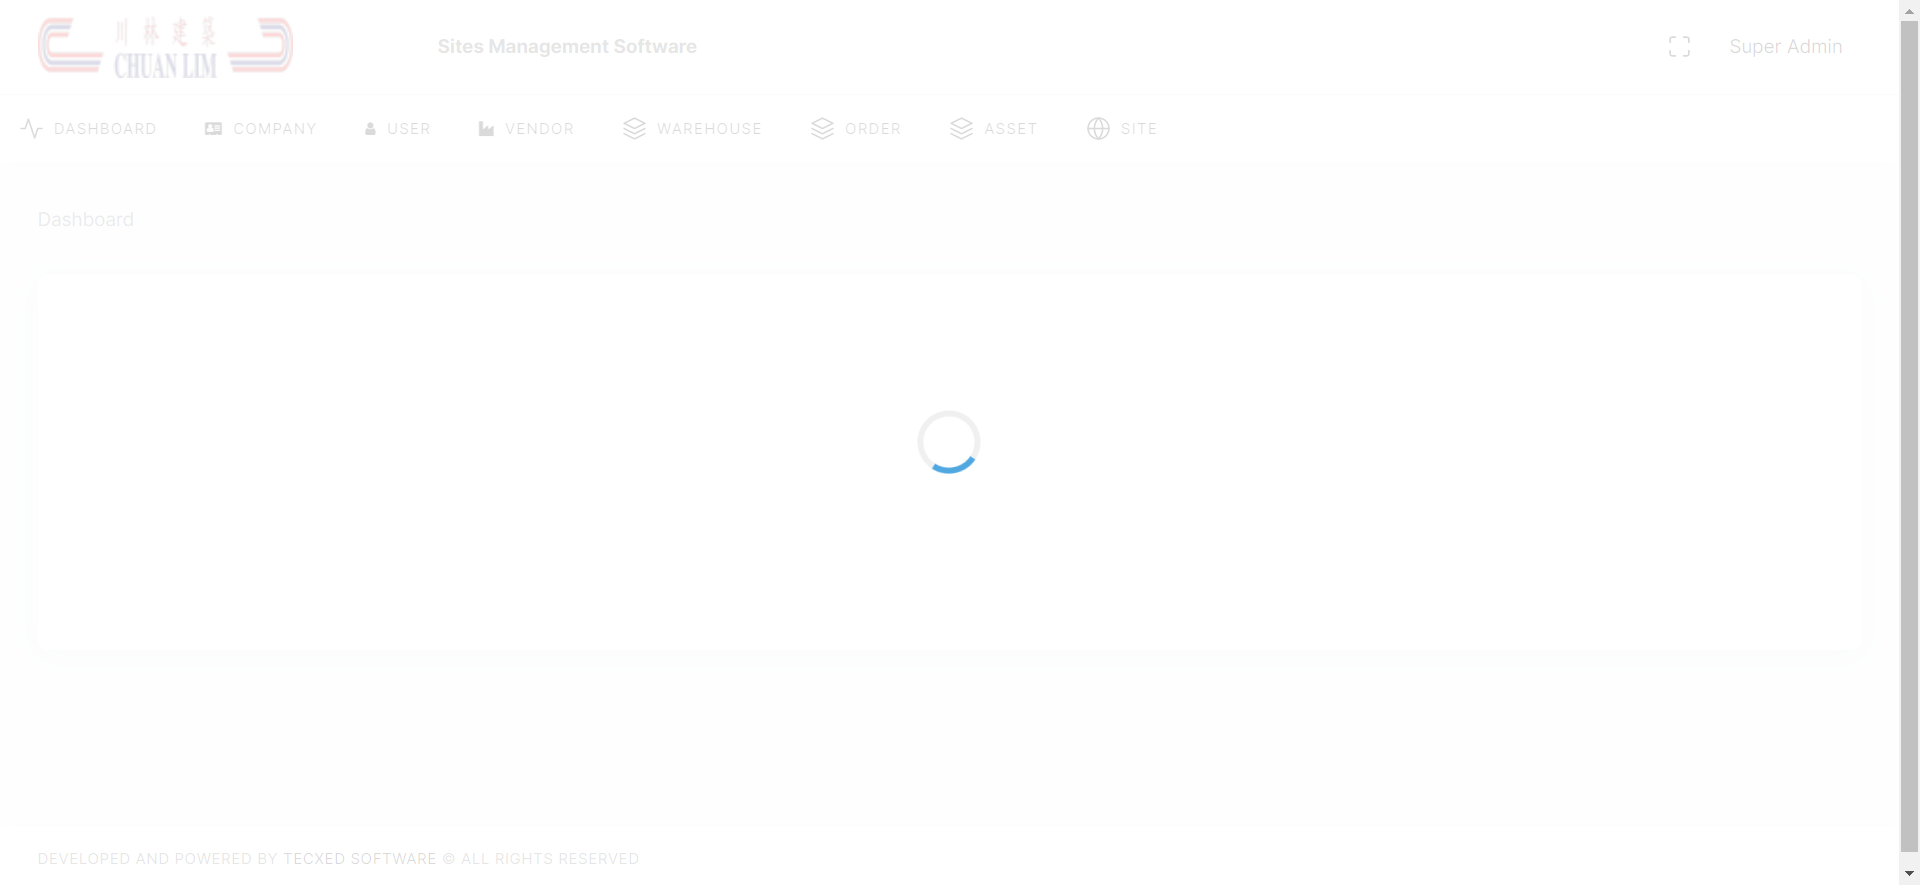 川林建築
CHUAN LIM
Sites Management Software
Super Admin
DASHBOARD
COMPANY
USER
VENDOR
WAREHOUSE
ORDER
ASSET
SITE
Dashboard
DEVELOPED AND POWERED BY TECXED SOFTWARE © ALL RIGHTS RESERVED